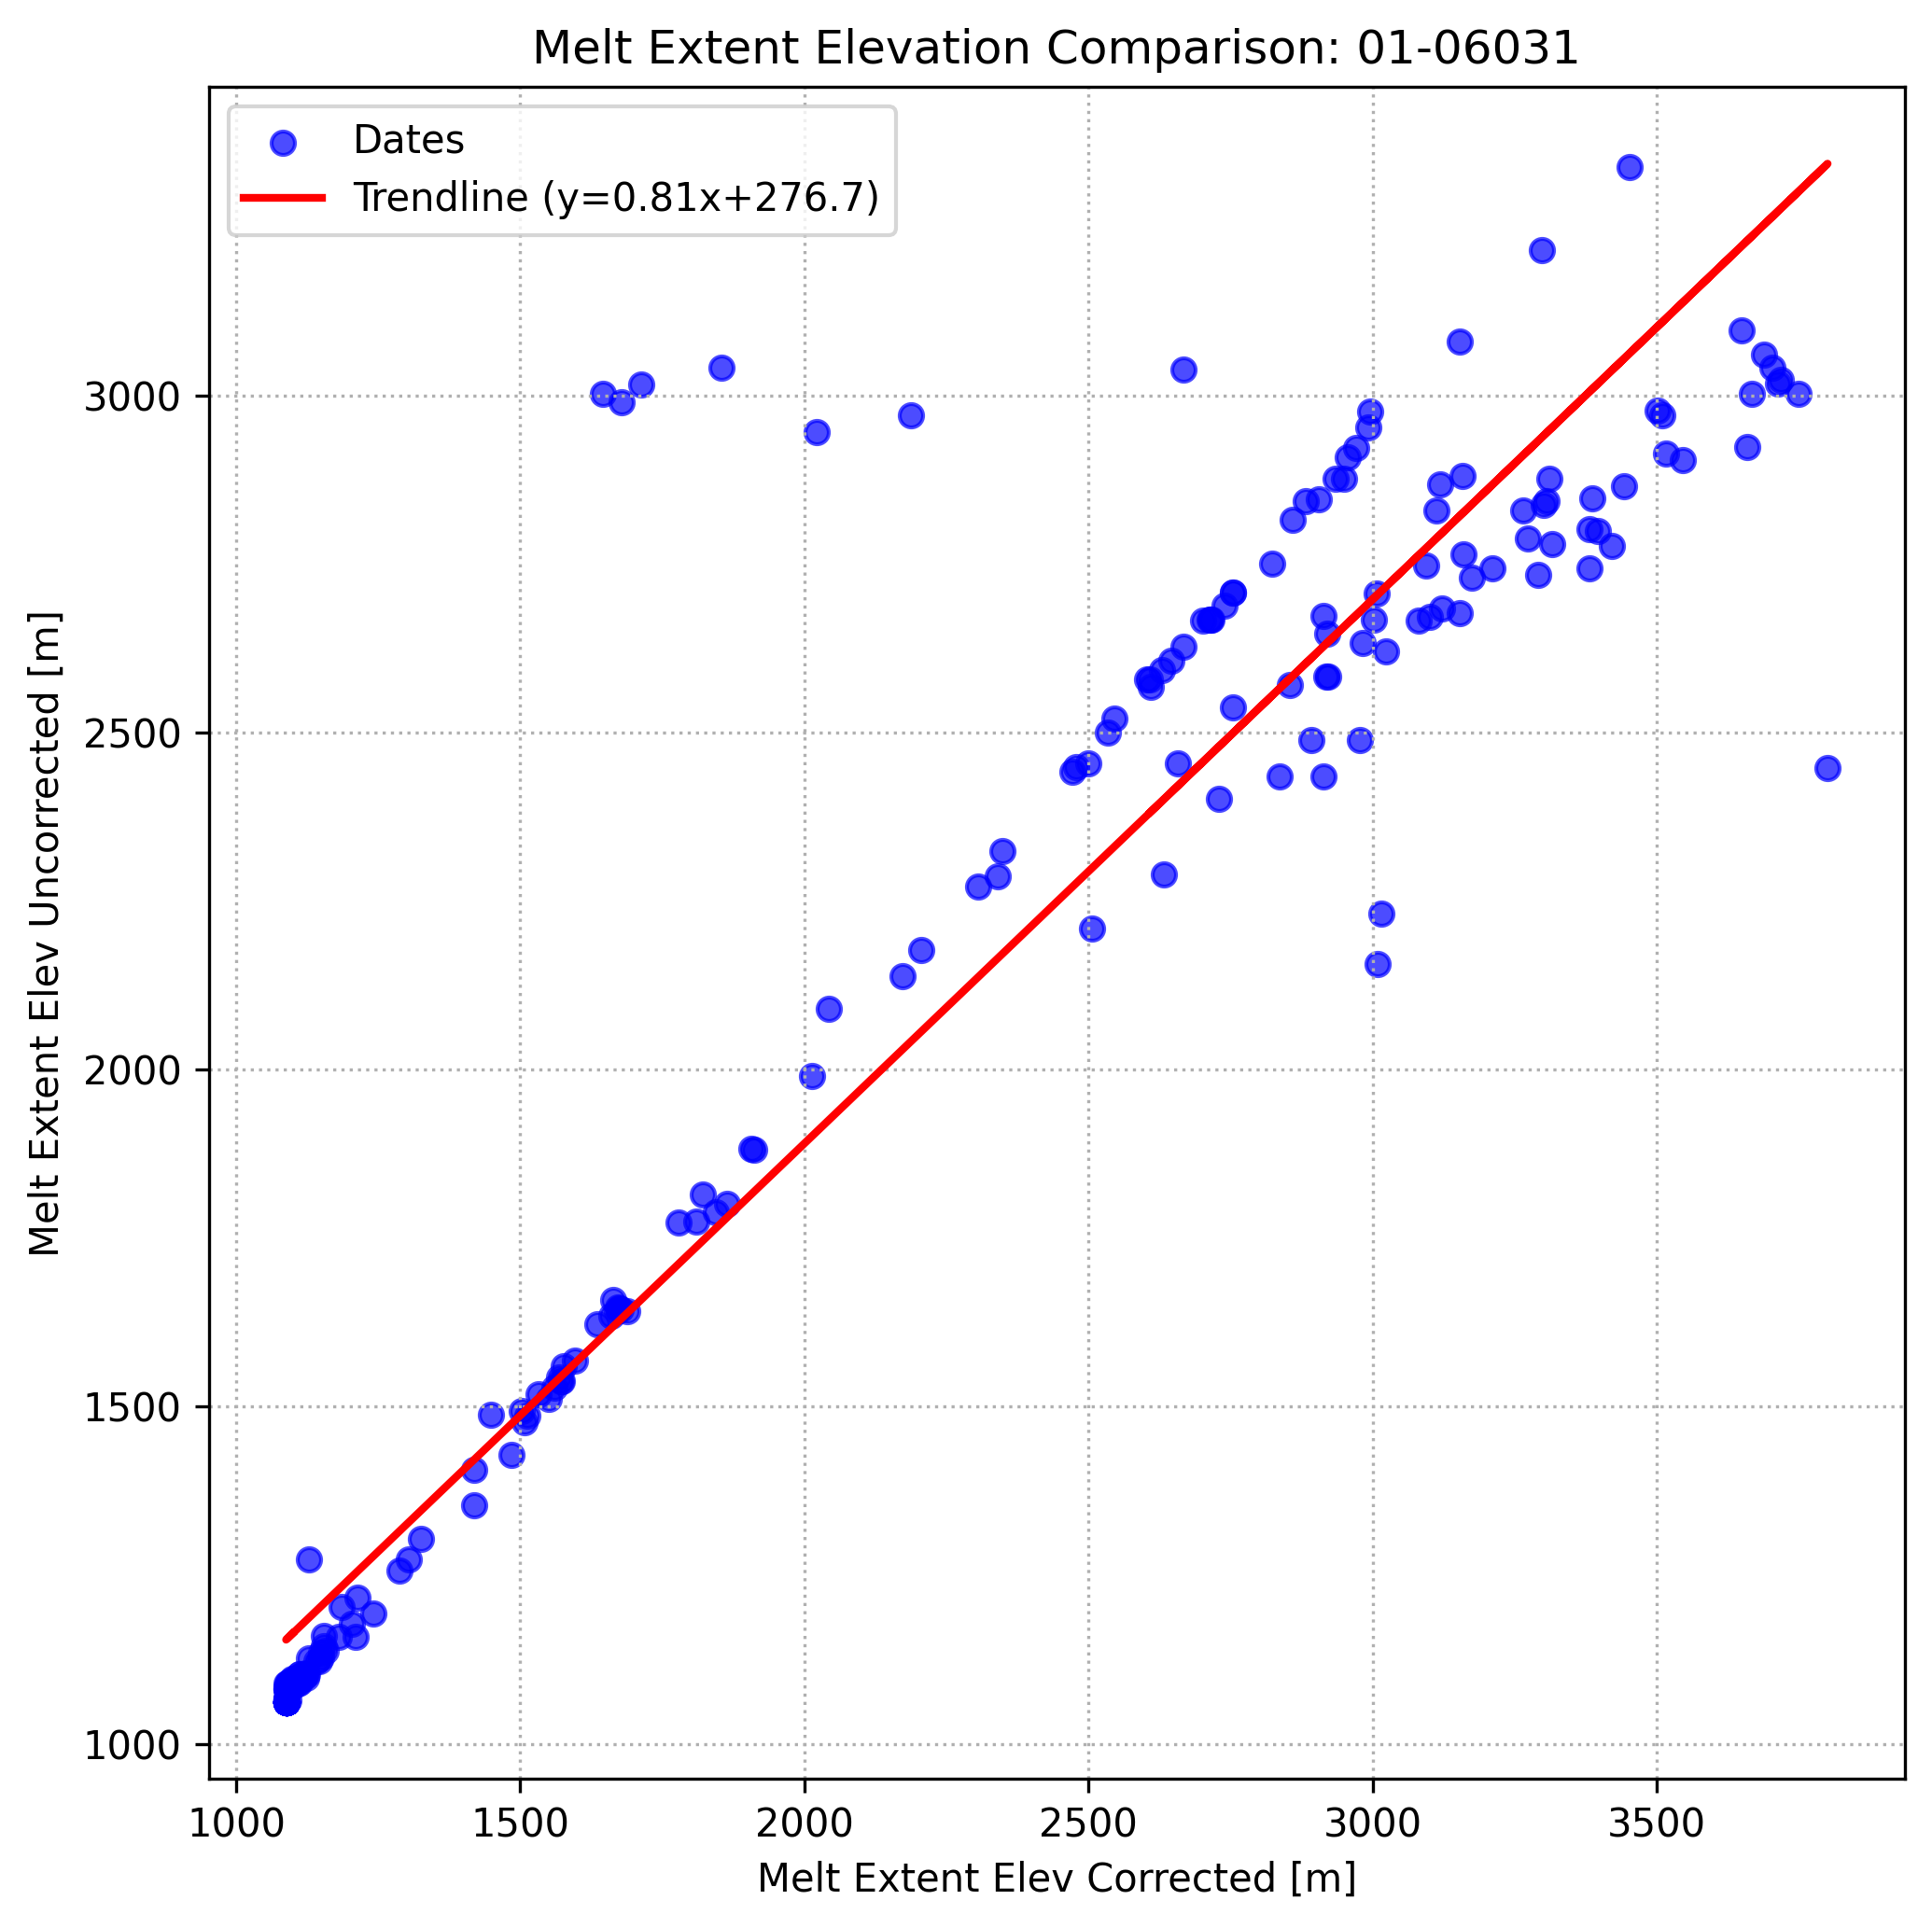 Melt Extent Elevation Comparison: 01-06031
Dates
Trendline (y=0.81x+276.7)
Melt Extent Elev Uncorrected [m]
3000
2500
2000
1500
1000
1000 1500 2000 2500 3000 3500
Melt Extent Elev Corrected [m]